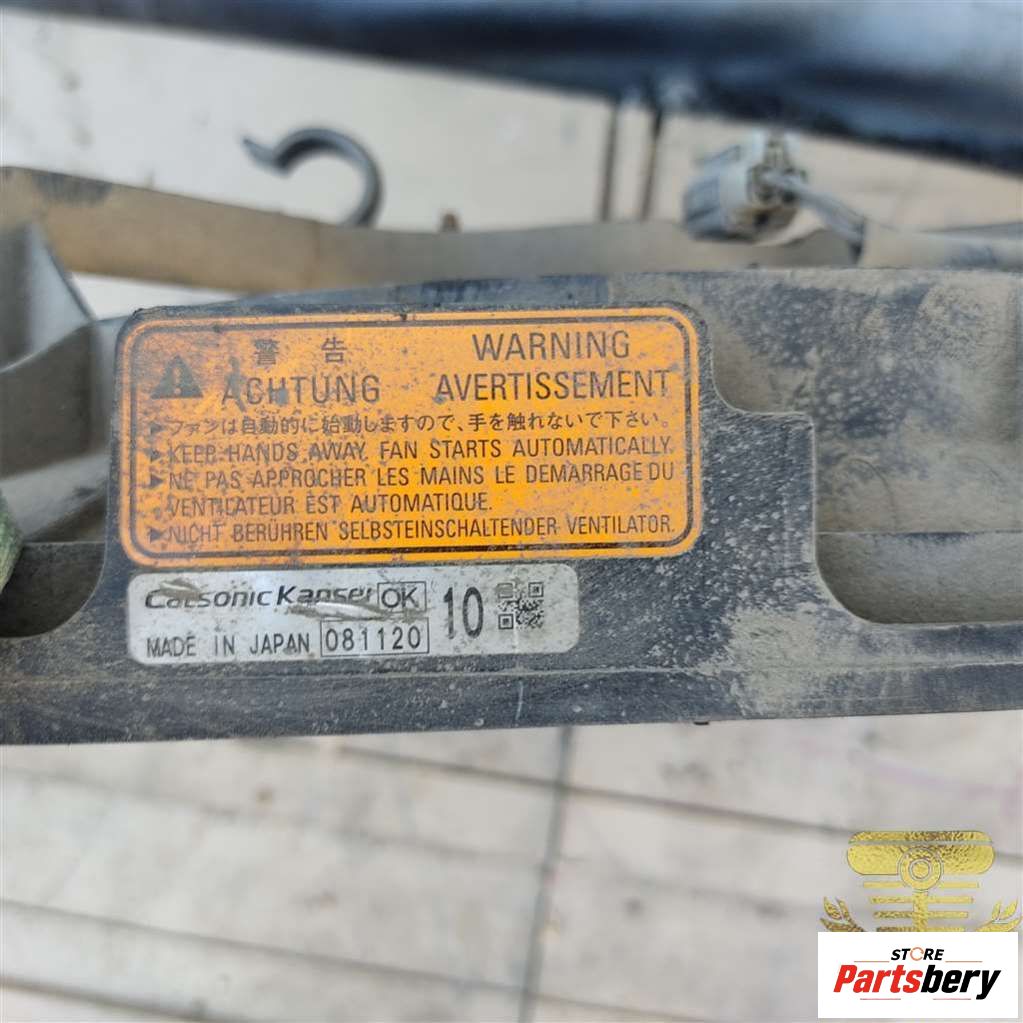 警告 WARNING
ACHTUNG AVERTISSEMENT
ファンは自動的に始動しますので、手を触れないで下さい。
KEEP HANDS AWAY. FAN STARTS AUTOMATICALLY.
NE PAS APPROCHER LES MAINS LE DEMARRAGE DU
VENTILATEUR EST AUTOMATIQUE.
NICHT BERÜHREN SELBSTEINSCHALTENDER VENTILATOR.
Calsonic Kansei OK 10
MADE IN JAPAN 081120
STORE
Partsbery